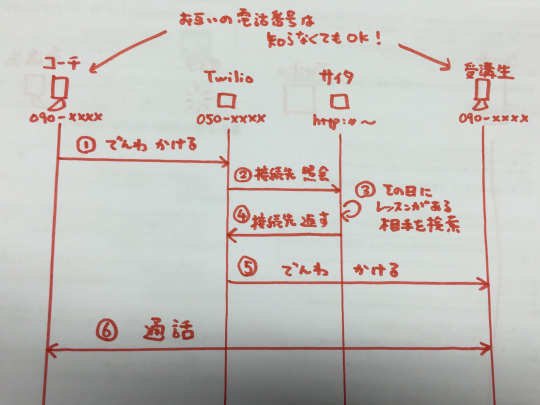 お互いの電話番号は
知らなくてもOK!
コーチ
Twilio
サイタ
受講生
090-xxxx
050-xxxx
http://~
090-xxxx
① でんわ かける
② 接続先 照会
③ その日に
レッスンがある
相手を検索
④ 接続先 返す
⑤ でんわ かける
⑥ 通話